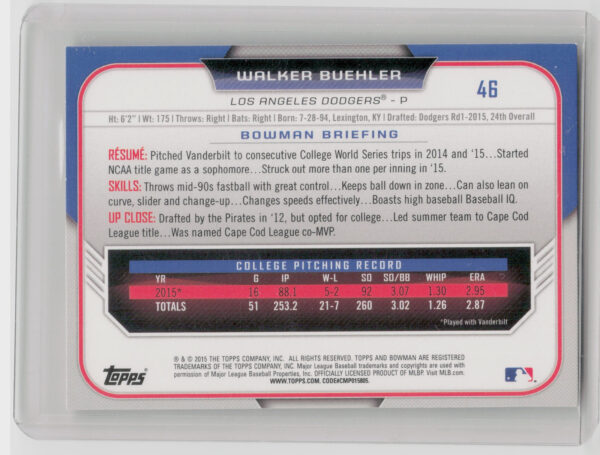 WALKER BUEHLER
46
LOS ANGELES DODGERS® - P
Ht: 6'2" | Wt: 175 | Throws: Right | Bats: Right | Born: 7-28-94, Lexington, KY | Drafted: Dodgers Rd1-2015, 24th Overall
BOWMAN BRIEFING
RÉSUMÉ: Pitched Vanderbilt to consecutive College World Series trips in 2014 and '15...Started
NCAA title game as a sophomore...Struck out more than one per inning in '15.
SKILLS: Throws mid-90s fastball with great control...Keeps ball down in zone...Can also lean on
curve, slider and change-up...Changes speeds effectively...Boasts high baseball Baseball IQ.
UP CLOSE: Drafted by the Pirates in '12, but opted for college...Led summer team to Cape Cod
League title...Was named Cape Cod League co-MVP.
COLLEGE PITCHING RECORD
YR G IP W-L SO SO/BB WHIP ERA
2015* 16 88.1 5-2 92 3.07 1.30 2.95
TOTALS 51 253.2 21-7 260 3.02 1.26 2.87
*Played with Vanderbilt
® & © 2015 THE TOPPS COMPANY, INC. ALL RIGHTS RESERVED. TOPPS AND BOWMAN ARE REGISTERED
TRADEMARKS OF THE TOPPS COMPANY, INC. Major League Baseball trademarks and copyrights are used with
permission of Major League Baseball Properties, Inc. OFFICIALLY LICENSED PRODUCT OF MLBP. Visit MLB.com.
WWW.TOPPS.COM. CODE#CMP015805.
TOPPS